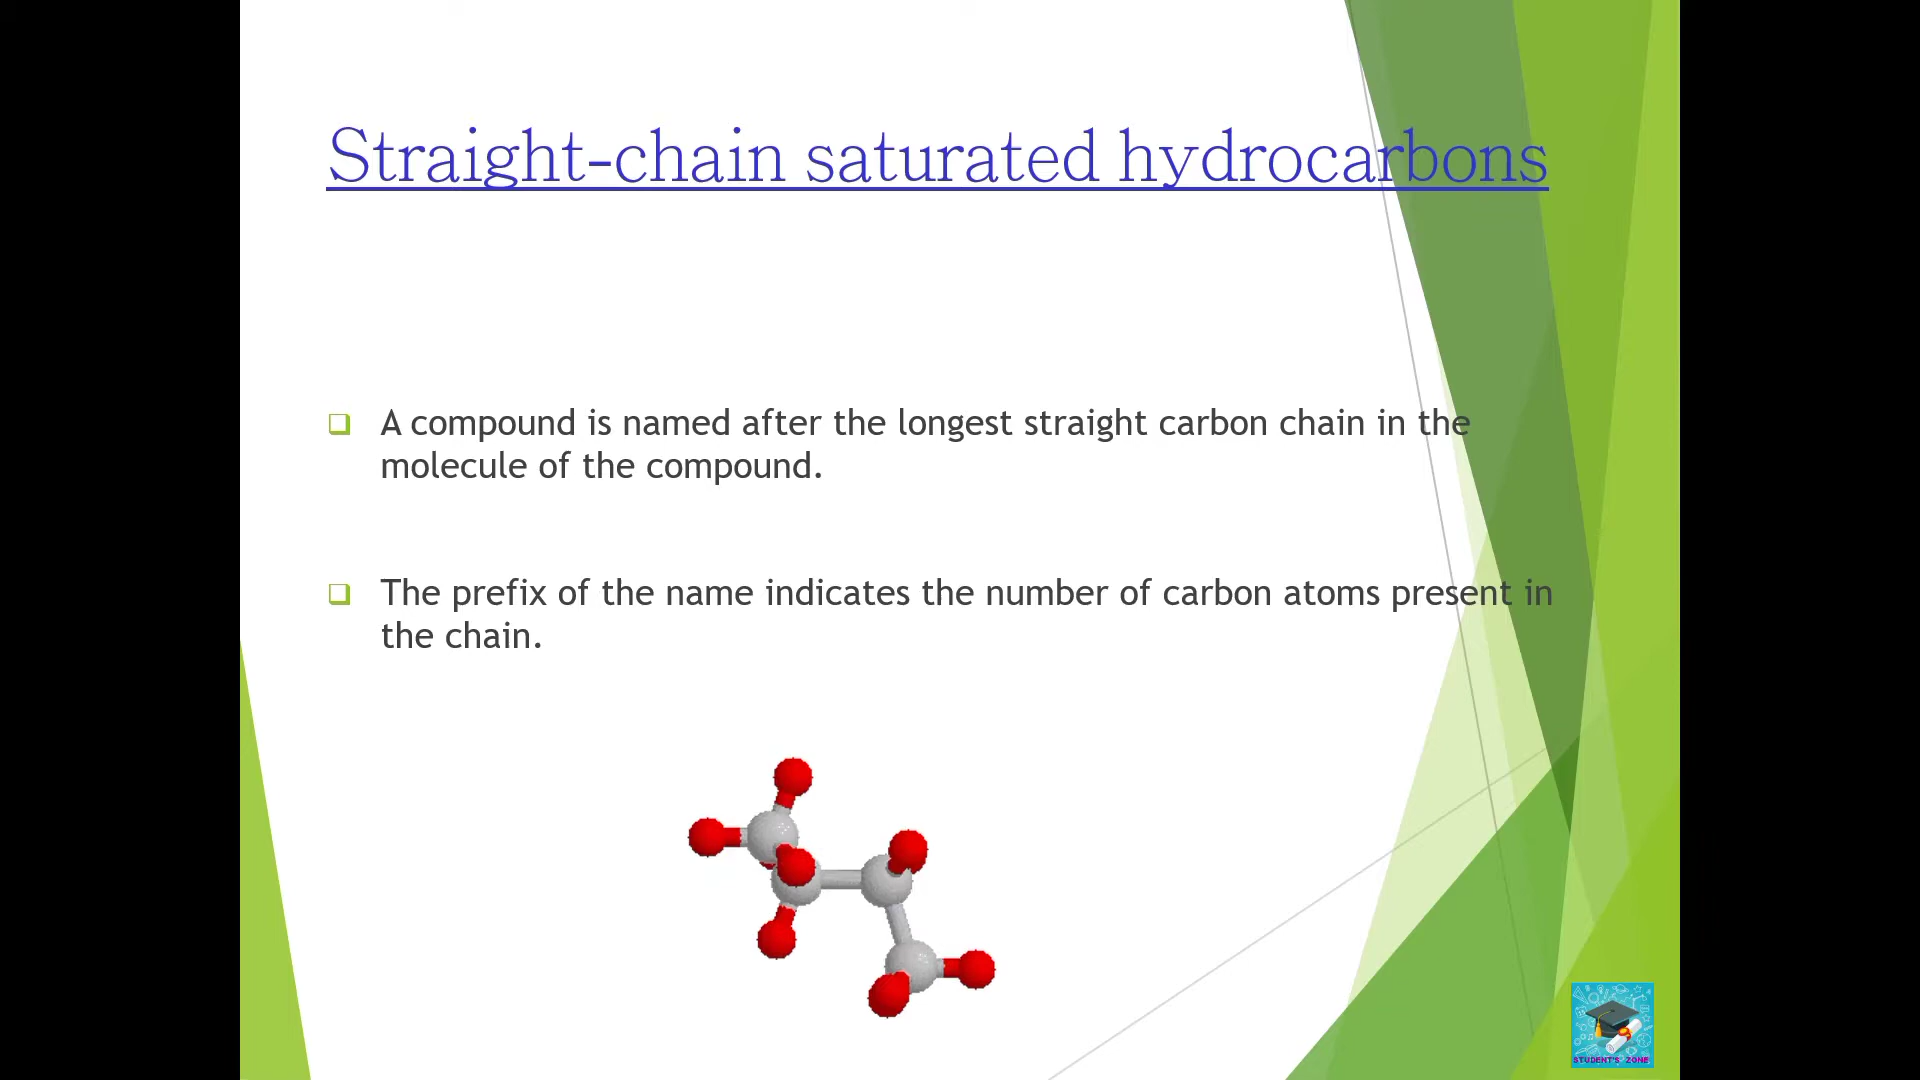 Straight-chain saturated hydrocarbons
A compound is named after the longest straight carbon chain in the
molecule of the compound.
The prefix of the name indicates the number of carbon atoms present in
the chain.
STUDENT'S ZONE